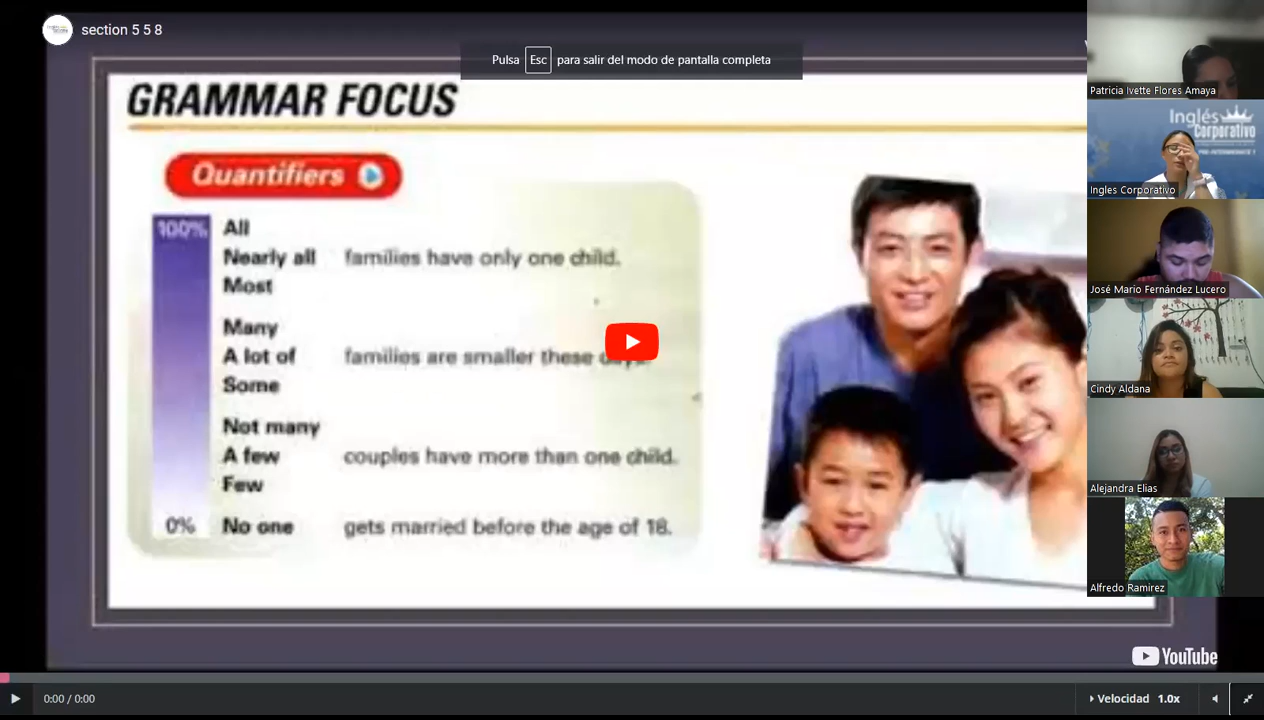 section 5 5 8
Pulsa Esc para salir del modo de pantalla completa
GRAMMAR FOCUS
Quantifiers
100% All
Nearly all families have only one child.
Most
Many
A lot of families are smaller these days.
Some
Not many
A few couples have more than one child.
Few
0% No one gets married before the age of 18.
Patricia Ivette Flores Amaya
Inglés
Corporativo
PRE-INTERMEDIATE 1
Ingles Corporativo
José Mario Fernández Lucero
Cindy Aldana
Alejandra Elias
Alfredo Ramirez
YouTube
0:00 / 0:00
Velocidad 1.0x